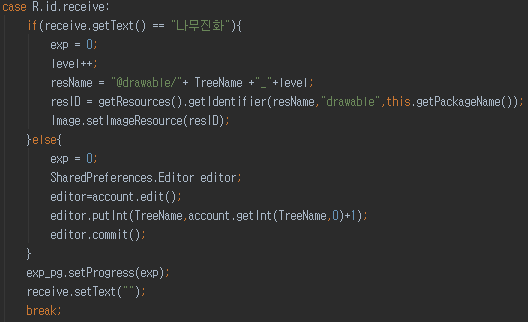 case R.id.receive:
if(receive.getText() == "나무진화"){
exp = 0;
level++;
resName = "@drawable/"+ TreeName +"_"+level;
resID = getResources().getIdentifier(resName,"drawable",this.getPackageName());
Image.setImageResource(resID);
}else{
exp = 0;
SharedPreferences.Editor editor;
editor=account.edit();
editor.putInt(TreeName,account.getInt(TreeName,0)+1);
editor.commit();
}
exp_pg.setProgress(exp);
receive.setText("");
break;